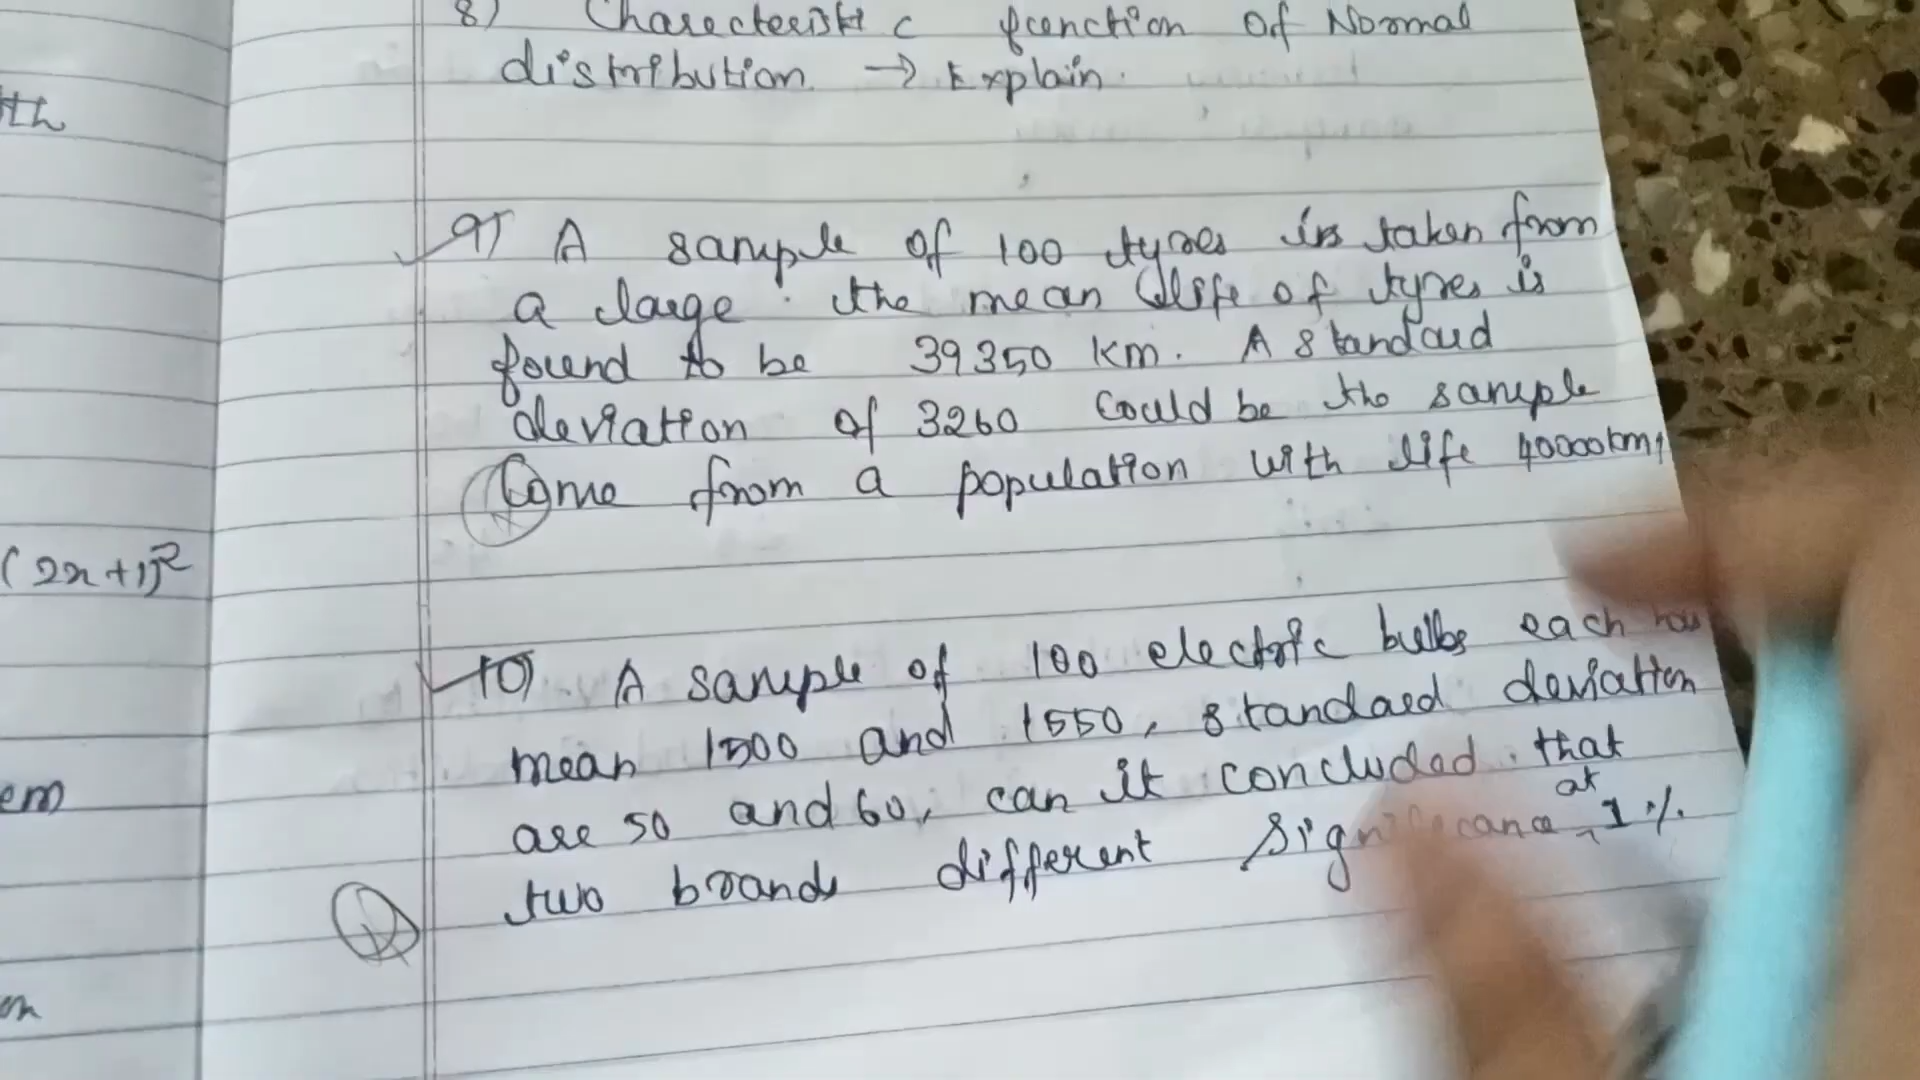 8) Charecteristic function of Normal
distribution → Explain.
th
9) A sample of 100 tyres is taken from
a large. the mean life of tyres is
found to be 39350 km. A standard
deviation of 3260 could be the sample
Come from a population with life 40000km,
(2x+1)²
10) A sample of 100 electric bulbs each
mean 1500 and 1550, standard deviation
are 50 and 60, can it concluded that
at
two brands different Significance 1%
em